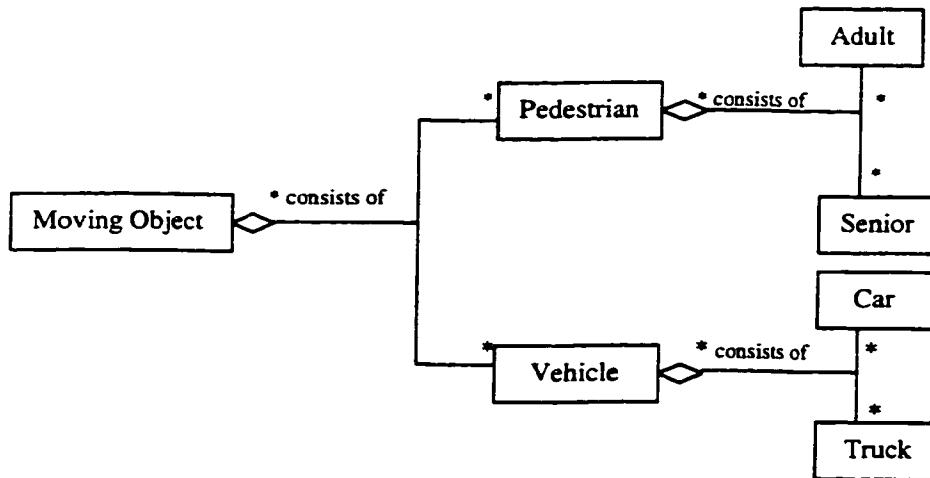 Adult
*
Pedestrian
* consists of
*
*
* consists of
Moving Object
Senior
Car
*
Vehicle
* consists of
*
*
Truck